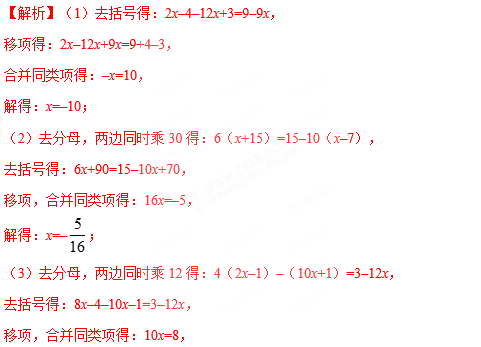 【解析】（1）去括号得：2x–4–12x+3=9–9x，
移项得：2x–12x+9x=9+4–3，
合并同类项得：–x=10，
解得：x=–10；
（2）去分母，两边同时乘 30 得：6（x+15）=15–10（x–7），
去括号得：6x+90=15–10x+70，
移项，合并同类项得：16x=–5，
解得：x=–5/16；
（3）去分母，两边同时乘 12 得：4（2x–1）–（10x+1）=3–12x，
去括号得：8x–4–10x–1=3–12x，
移项，合并同类项得：10x=8，